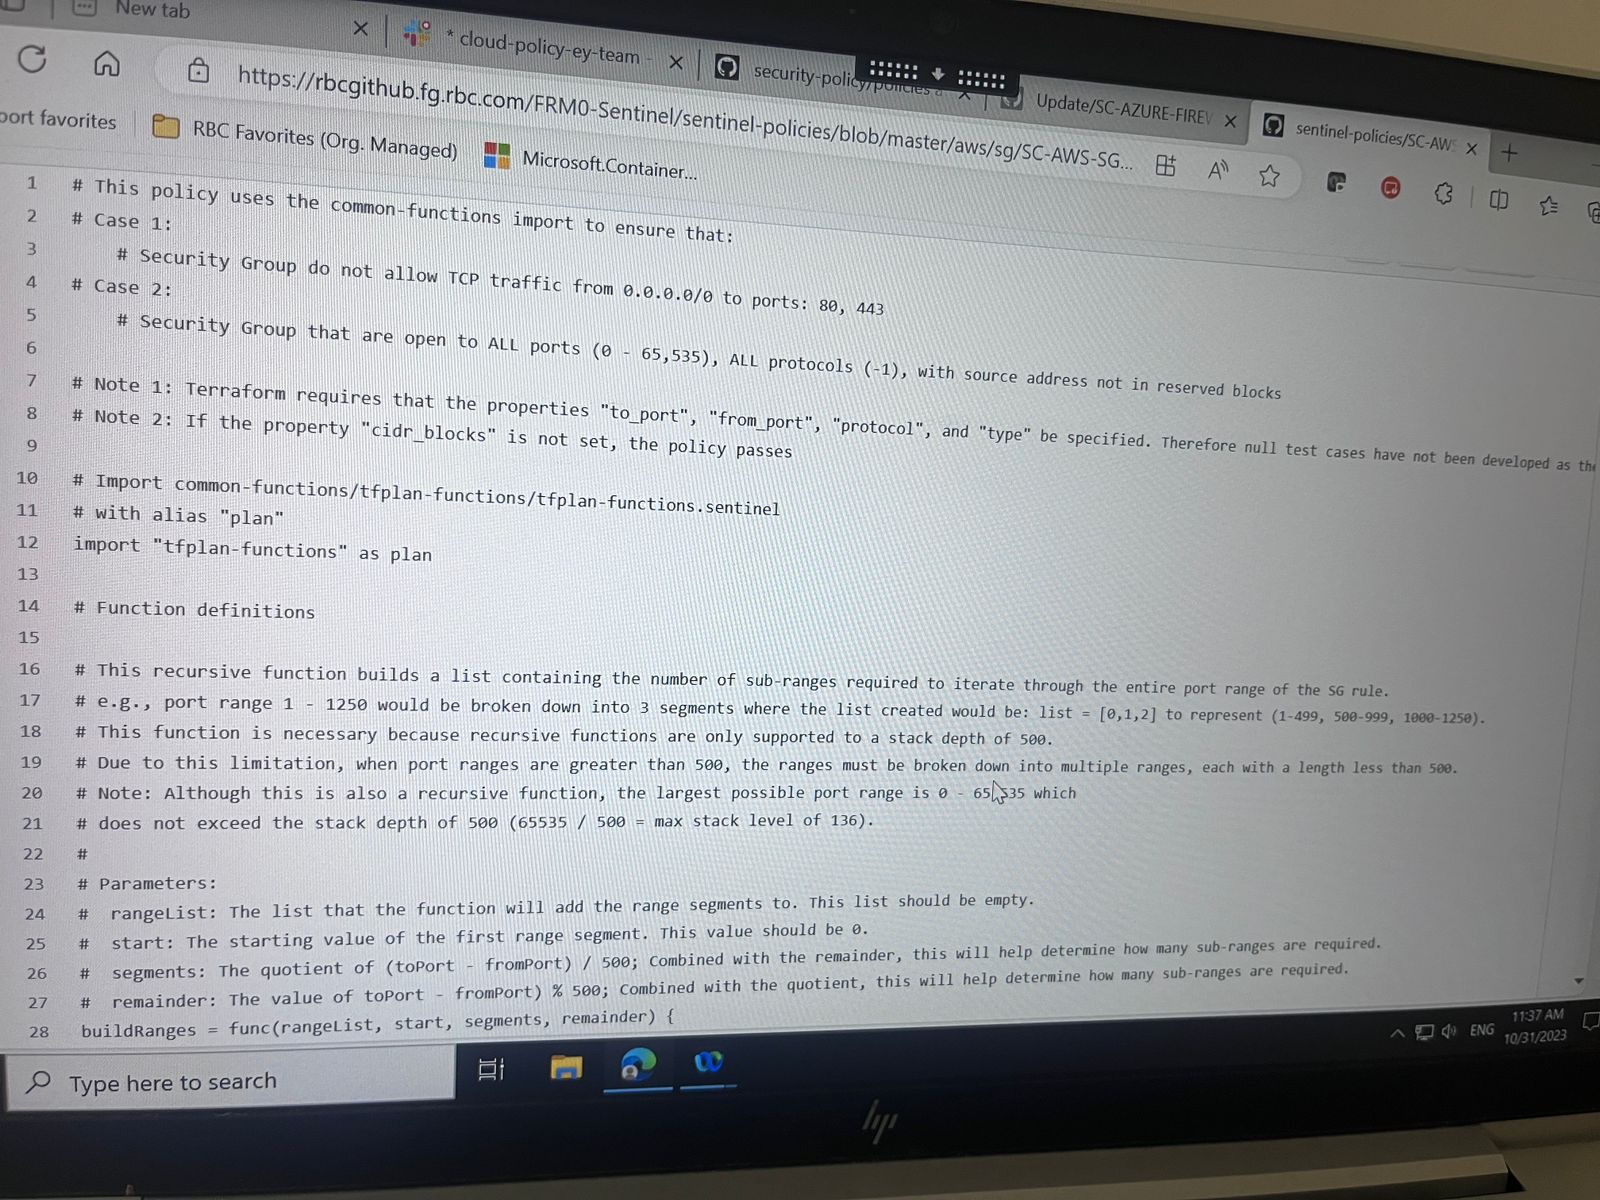 New tab
* cloud-policy-ey-team -
security-policy/policies a
Update/SC-AZURE-FIREW
sentinel-policies/SC-AWS
https://rbcgithub.fg.rbc.com/FRM0-Sentinel/sentinel-policies/blob/master/aws/sg/SC-AWS-SG...
port favorites
RBC Favorites (Org. Managed)
Microsoft.Container...
1 # This policy uses the common-functions import to ensure that:
2 # Case 1:
3 # Security Group do not allow TCP traffic from 0.0.0.0/0 to ports: 80, 443
4 # Case 2:
5 # Security Group that are open to ALL ports (0 - 65,535), ALL protocols (-1), with source address not in reserved blocks
6
7 # Note 1: Terraform requires that the properties "to_port", "from_port", "protocol", and "type" be specified. Therefore null test cases have not been developed as the
8 # Note 2: If the property "cidr_blocks" is not set, the policy passes
9
10 # Import common-functions/tfplan-functions/tfplan-functions.sentinel
11 # with alias "plan"
12 import "tfplan-functions" as plan
13
14 # Function definitions
15
16 # This recursive function builds a list containing the number of sub-ranges required to iterate through the entire port range of the SG rule.
17 # e.g., port range 1 - 1250 would be broken down into 3 segments where the list created would be: list = [0,1,2] to represent (1-499, 500-999, 1000-1250).
18 # This function is necessary because recursive functions are only supported to a stack depth of 500.
19 # Due to this limitation, when port ranges are greater than 500, the ranges must be broken down into multiple ranges, each with a length less than 500.
20 # Note: Although this is also a recursive function, the largest possible port range is 0 - 65535 which
21 # does not exceed the stack depth of 500 (65535 / 500 = max stack level of 136).
22 #
23 # Parameters:
24 # rangeList: The list that the function will add the range segments to. This list should be empty.
25 # start: The starting value of the first range segment. This value should be 0.
26 # segments: The quotient of (toPort - fromPort) / 500; Combined with the remainder, this will help determine how many sub-ranges are required.
27 # remainder: The value of toPort - fromPort) % 500; Combined with the quotient, this will help determine how many sub-ranges are required.
28 buildRanges = func(rangeList, start, segments, remainder) {
Type here to search
ENG
11:37 AM
10/31/2023
hp